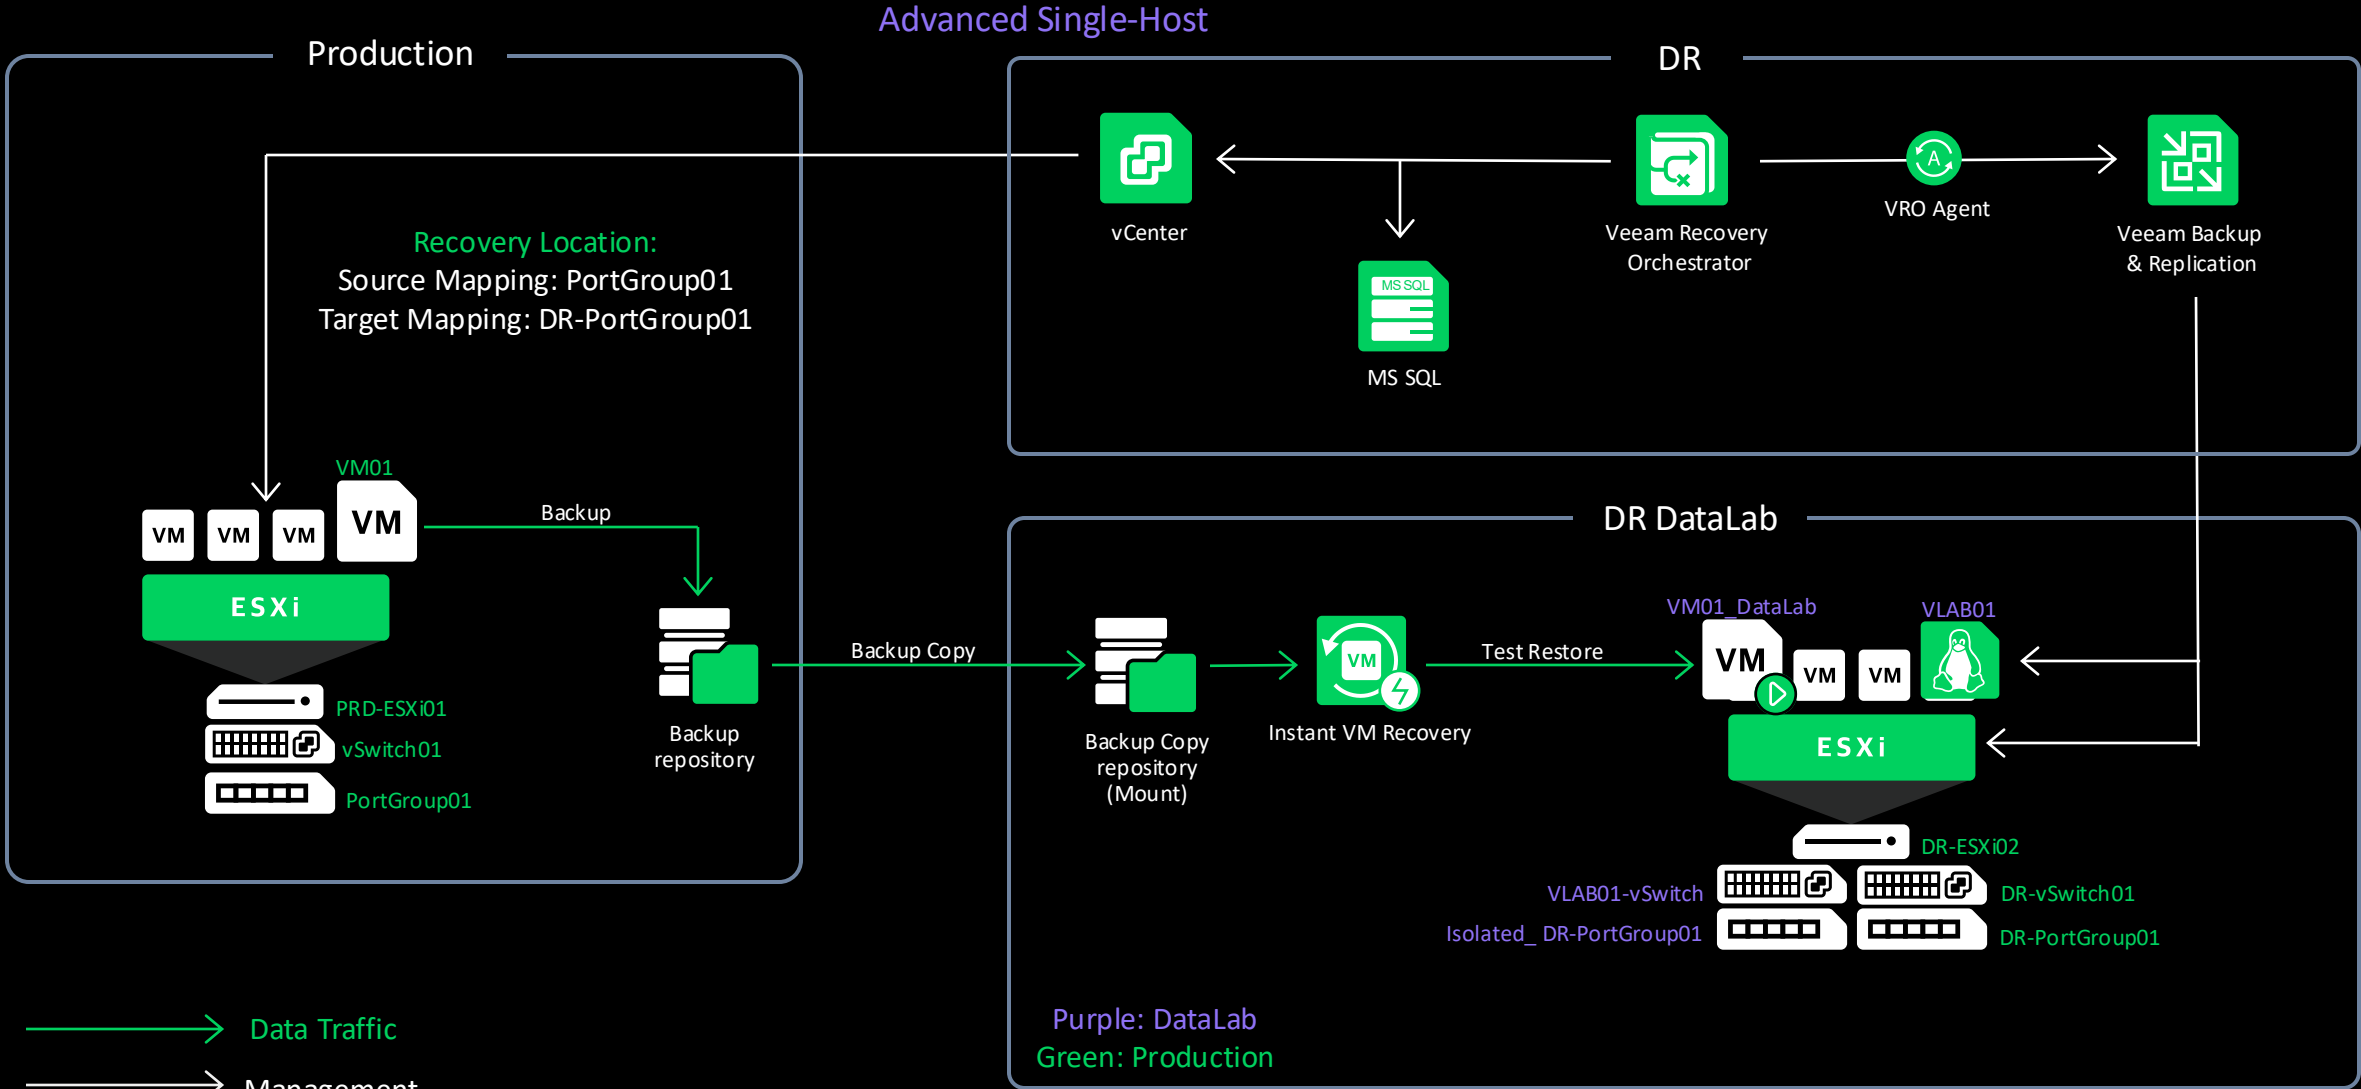 Advanced Single-Host
Production
Recovery Location:
Source Mapping: PortGroup01
Target Mapping: DR-PortGroup01
VM01
VM
VM
VM
VM
Backup
ESXi
PRD-ESXi01
vSwitch01
PortGroup01
Backup
repository
Backup Copy
DR
vCenter
MS SQL
MS SQL
Veeam Recovery
Orchestrator
A
VRO Agent
Veeam Backup
& Replication
DR DataLab
Backup Copy
repository
(Mount)
VM
Instant VM Recovery
Test Restore
VM01_DataLab
VLAB01
VM
VM
VM
ESXi
DR-ESXi02
VLAB01-vSwitch
DR-vSwitch01
Isolated_ DR-PortGroup01
DR-PortGroup01
Purple: DataLab
Green: Production
Data Traffic
Management